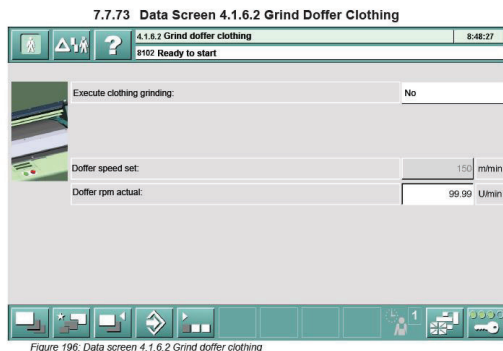 7.7.73 Data Screen 4.1.6.2 Grind Doffer Clothing
4.1.6.2 Grind doffer clothing
8:48:27
8102 Ready to start
Execute clothing grinding:
No
Doffer speed set:
150 m/min
Doffer rpm actual:
99.99 U/min
1
Figure 196: Data screen 4.1.6.2 Grind doffer clothing